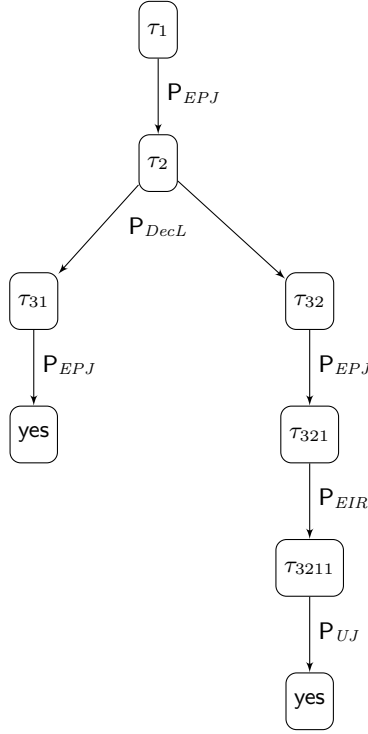 τ₁
P_EPJ
τ₂
P_DecL
τ₃₁ τ₃₂
P_EPJ P_EPJ
yes τ₃₂₁
P_EIR
τ₃₂₁₁
P_UJ
yes